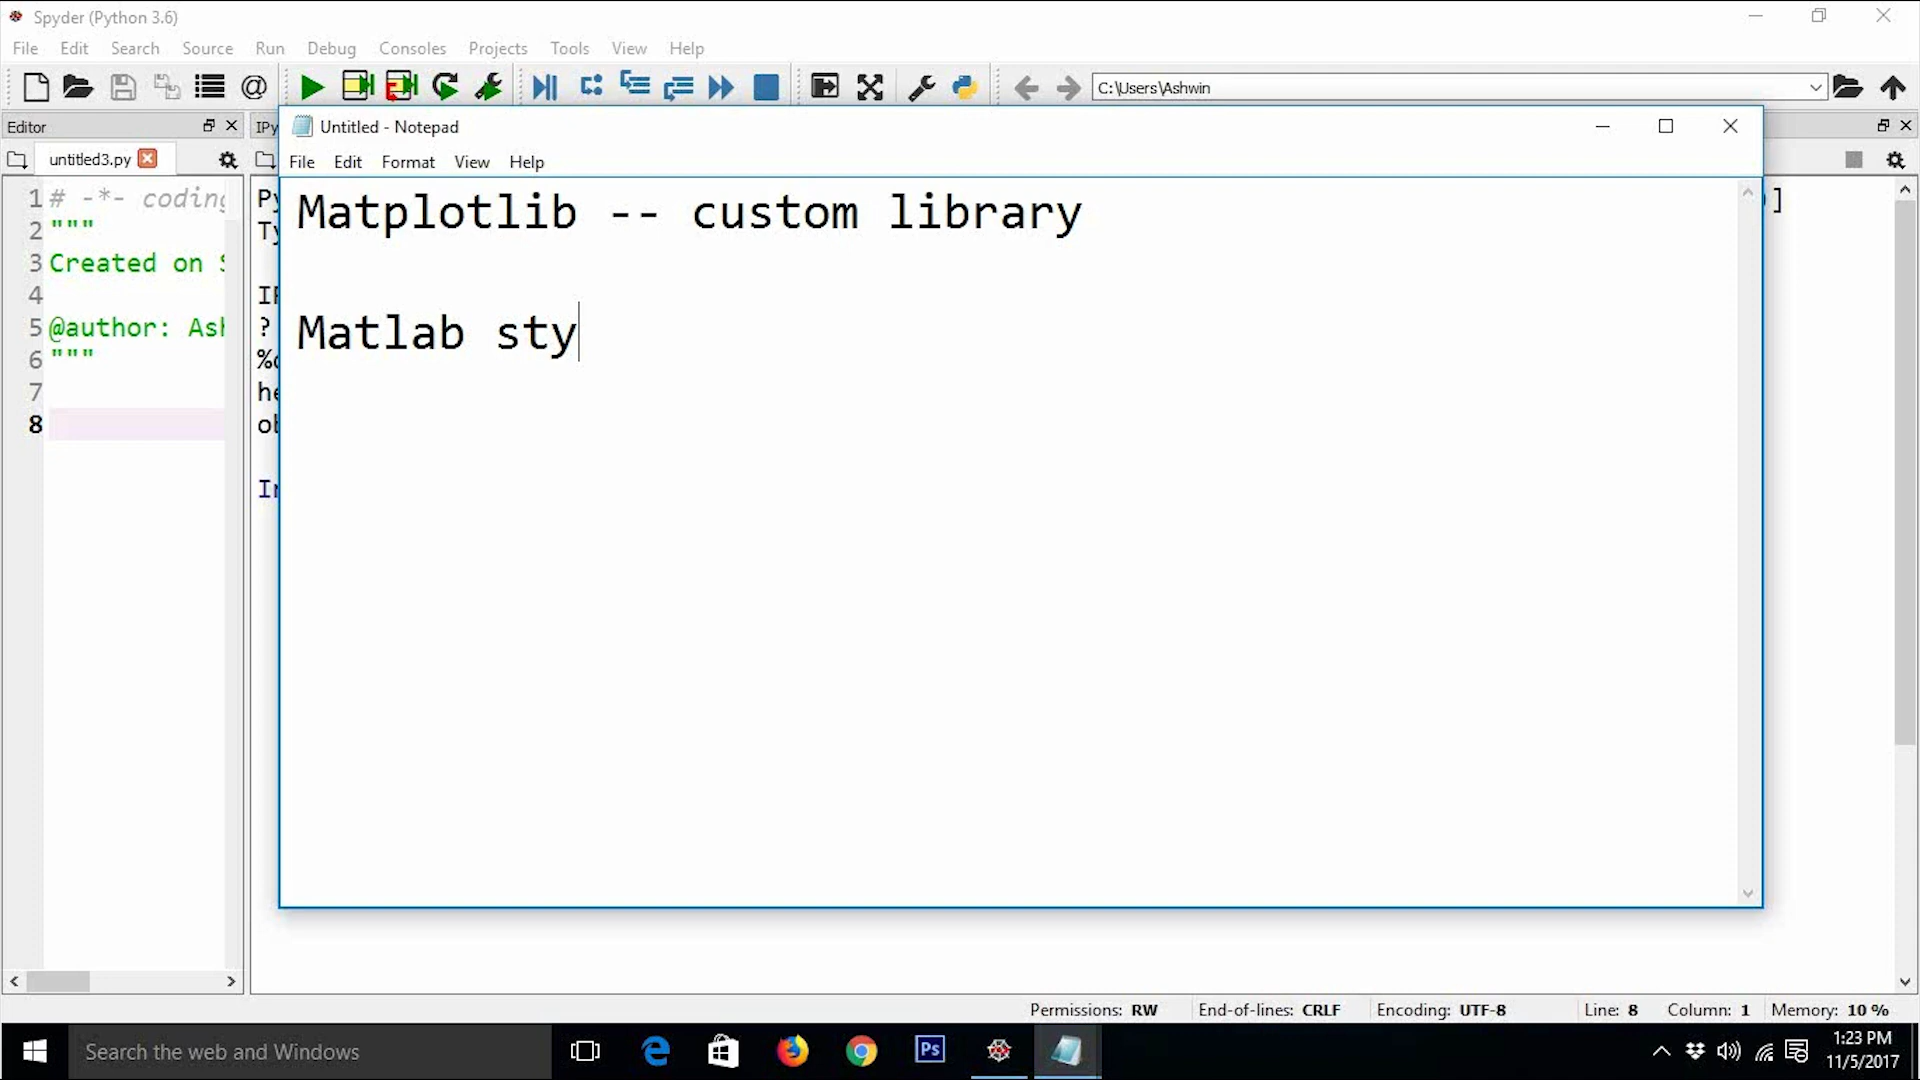 Spyder (Python 3.6)
File Edit Search Source Run Debug Consoles Projects Tools View Help
C:\Users\Ashwin
Editor
untitled3.py
1 # -*- coding
2 """
3 Created on
4
5 @author: Ash
6 """
7
8
Untitled - Notepad
File Edit Format View Help
Matplotlib -- custom library
Matlab sty
Permissions: RW End-of-lines: CRLF Encoding: UTF-8 Line: 8 Column: 1 Memory: 10 %
Search the web and Windows
Ps
1:23 PM
11/5/2017